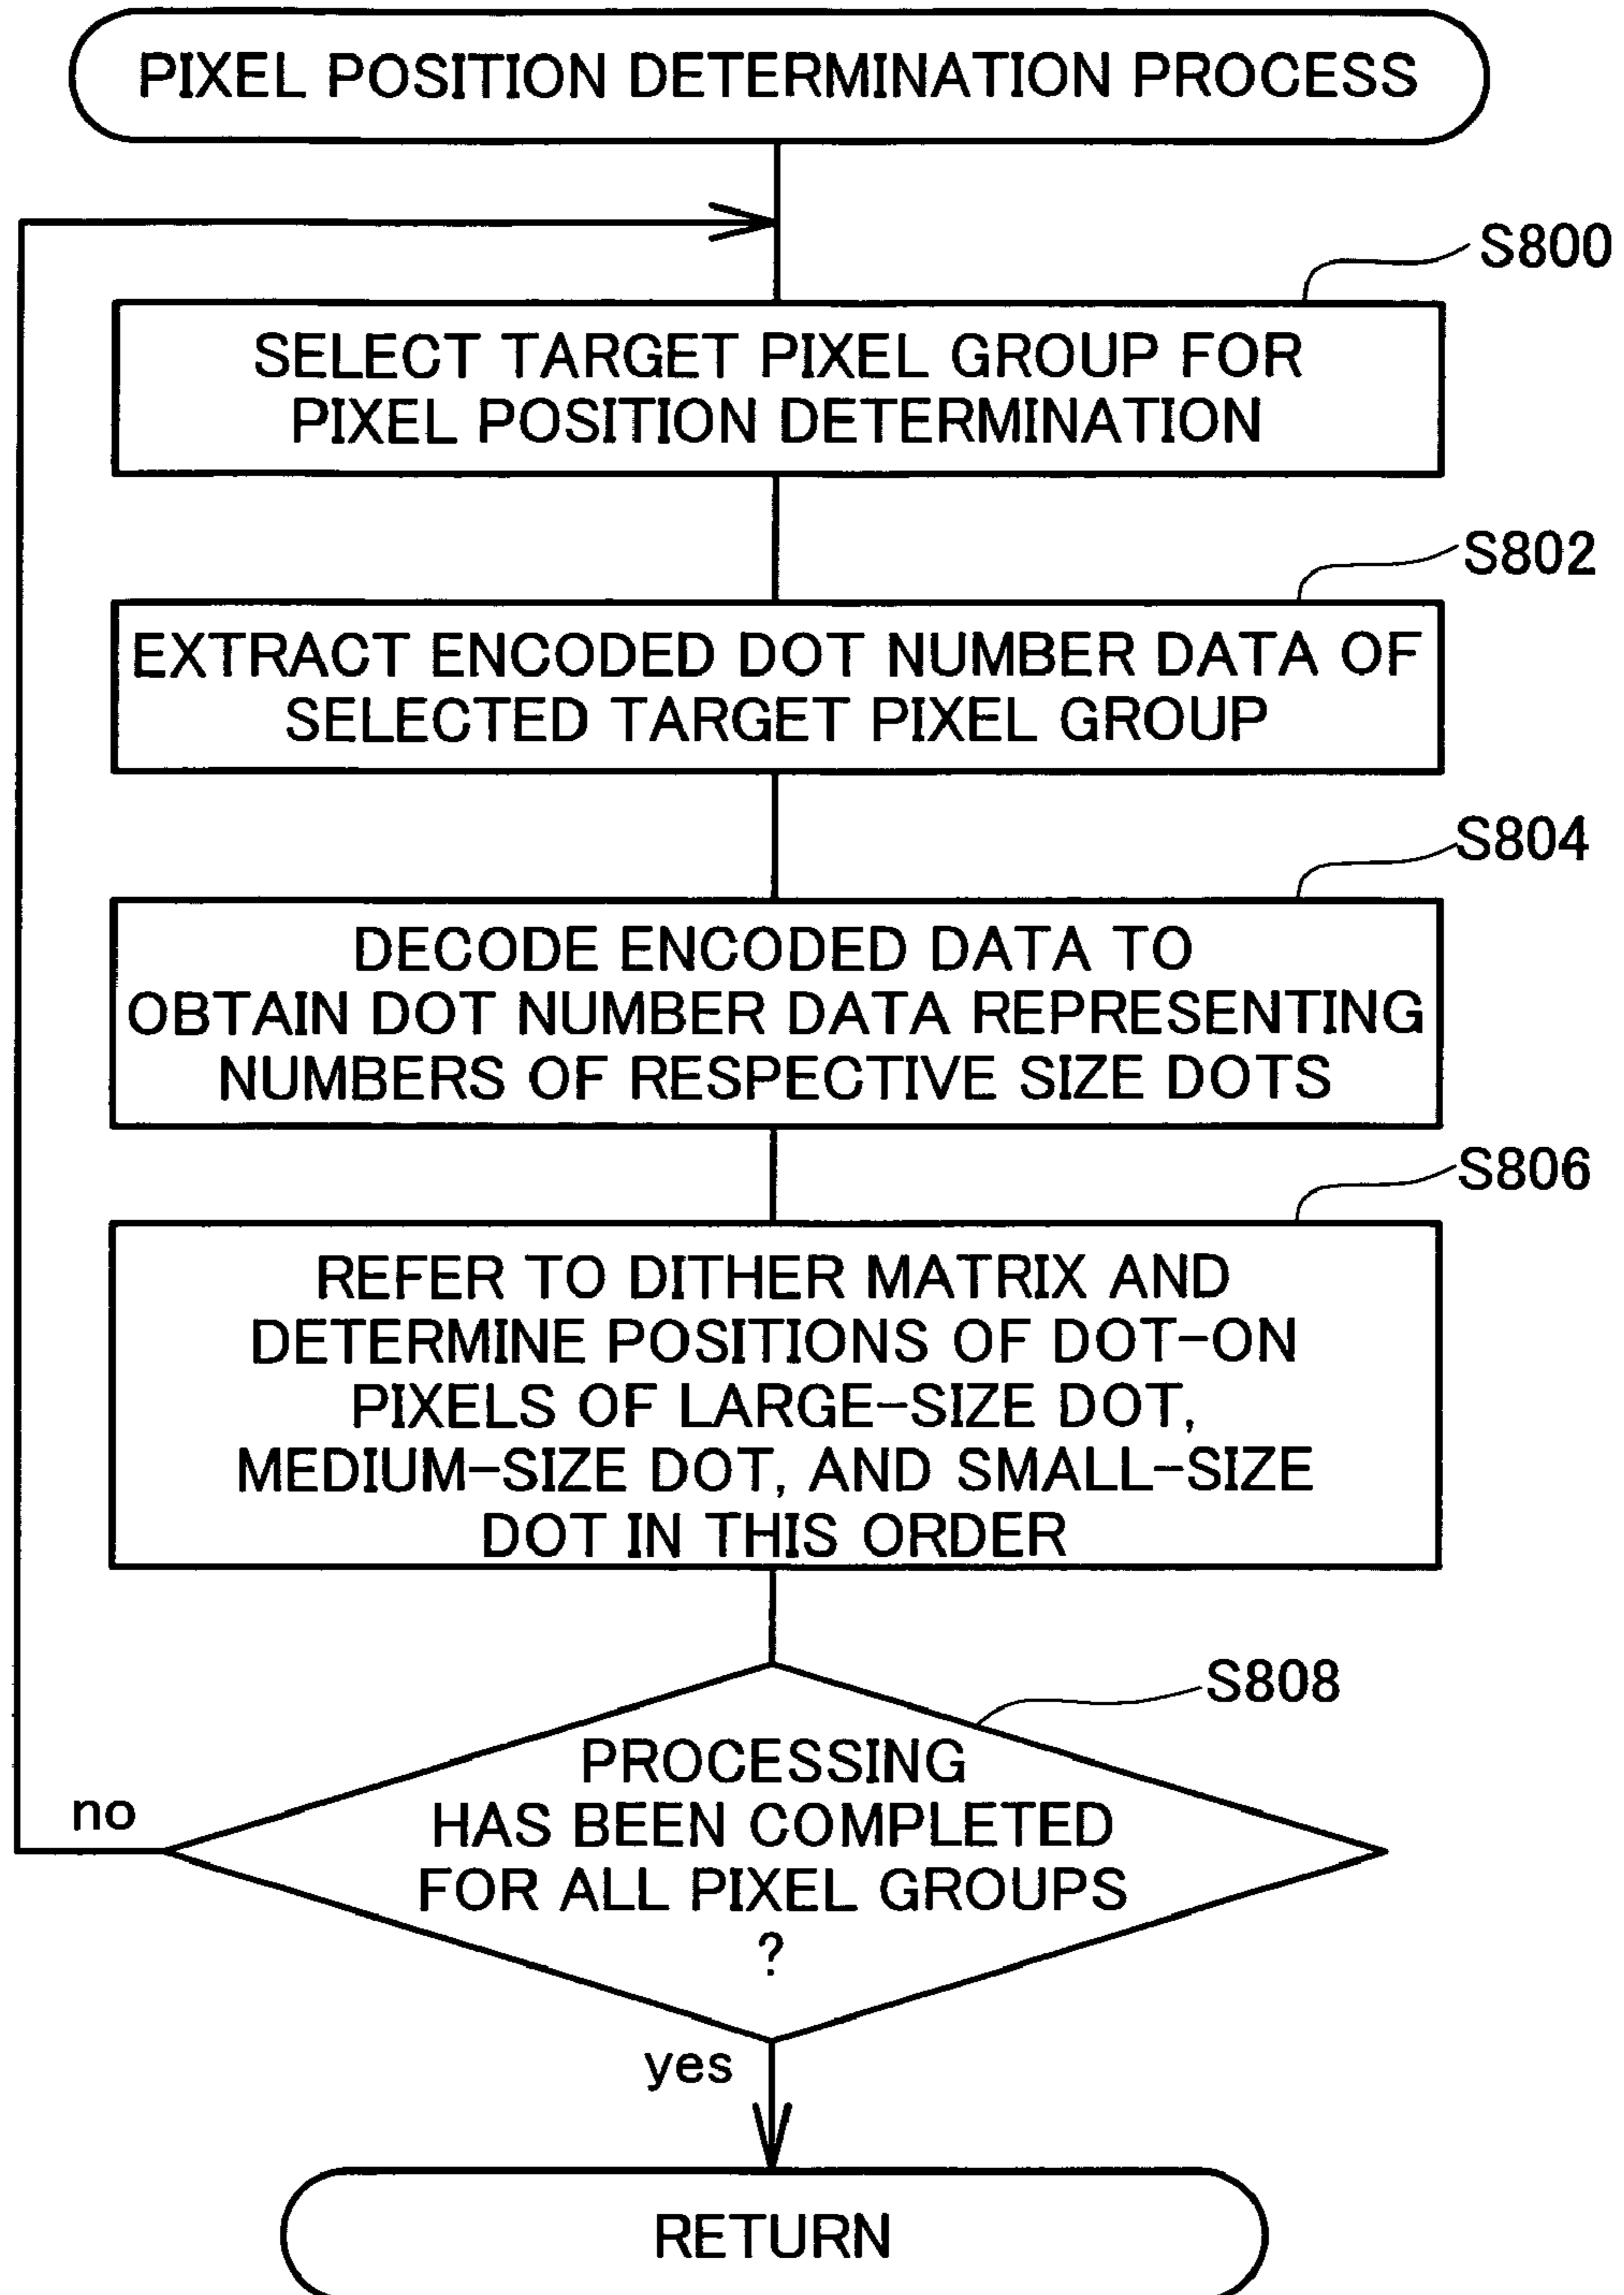 PIXEL POSITION DETERMINATION PROCESS
S800
SELECT TARGET PIXEL GROUP FOR
PIXEL POSITION DETERMINATION
S802
EXTRACT ENCODED DOT NUMBER DATA OF
SELECTED TARGET PIXEL GROUP
S804
DECODE ENCODED DATA TO
OBTAIN DOT NUMBER DATA REPRESENTING
NUMBERS OF RESPECTIVE SIZE DOTS
S806
REFER TO DITHER MATRIX AND
DETERMINE POSITIONS OF DOT-ON
PIXELS OF LARGE-SIZE DOT,
MEDIUM-SIZE DOT, AND SMALL-SIZE
DOT IN THIS ORDER
S808
PROCESSING
HAS BEEN COMPLETED
FOR ALL PIXEL GROUPS
?
no
yes
RETURN